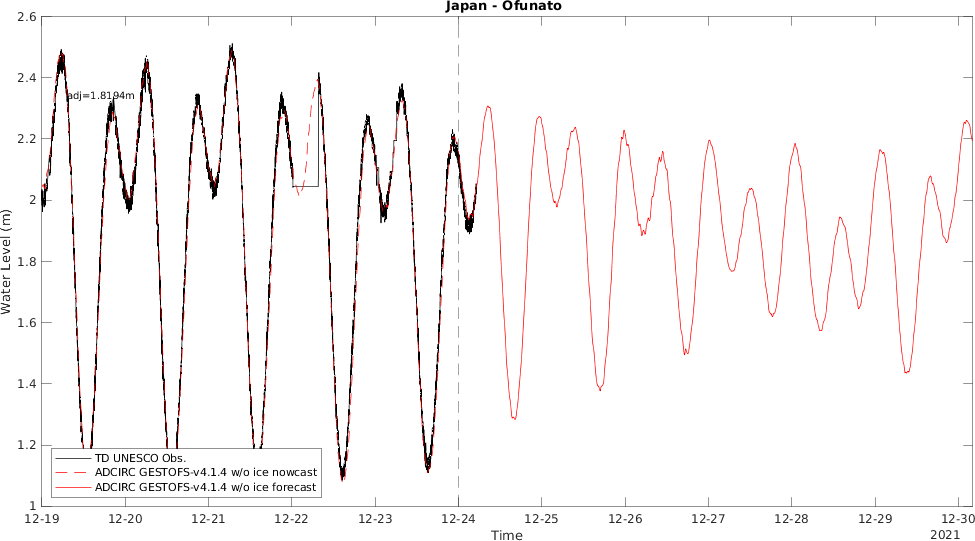 Japan - Ofunato
2.6
2.4
2.2
2
1.8
1.6
1.4
1.2
1
Water Level (m)
adj=1.8194m
TD UNESCO Obs.
ADCIRC GESTOFS-v4.1.4 w/o ice nowcast
ADCIRC GESTOFS-v4.1.4 w/o ice forecast
12-19 12-20 12-21 12-22 12-23 12-24 12-25 12-26 12-27 12-28 12-29 12-30
Time
2021